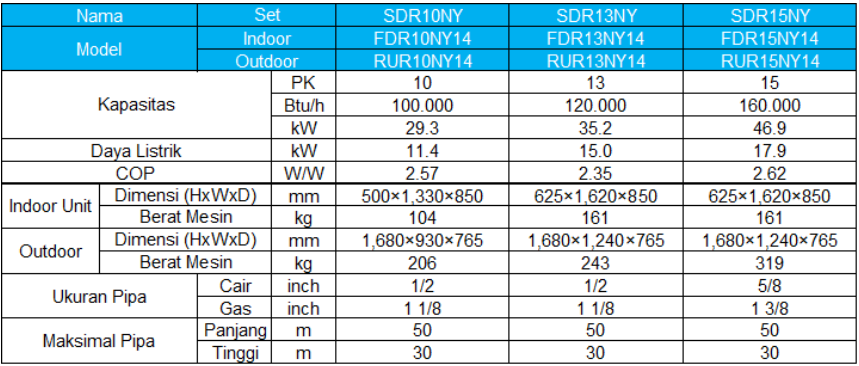 Nama Set SDR10NY SDR13NY SDR15NY
Model Indoor FDR10NY14 FDR13NY14 FDR15NY14
Outdoor RUR10NY14 RUR13NY14 RUR15NY14
Kapasitas PK 10 13 15
Btu/h 100.000 120.000 160.000
kW 29.3 35.2 46.9
Daya Listrik kW 11.4 15.0 17.9
COP W/W 2.57 2.35 2.62
Indoor Unit Dimensi (HxWxD) mm 500×1,330×850 625×1,620×850 625×1,620×850
Berat Mesin kg 104 161 161
Outdoor Dimensi (HxWxD) mm 1,680×930×765 1,680×1,240×765 1,680×1,240×765
Berat Mesin kg 206 243 319
Ukuran Pipa Cair inch 1/2 1/2 5/8
Gas inch 1 1/8 1 1/8 1 3/8
Maksimal Pipa Panjang m 50 50 50
Tinggi m 30 30 30